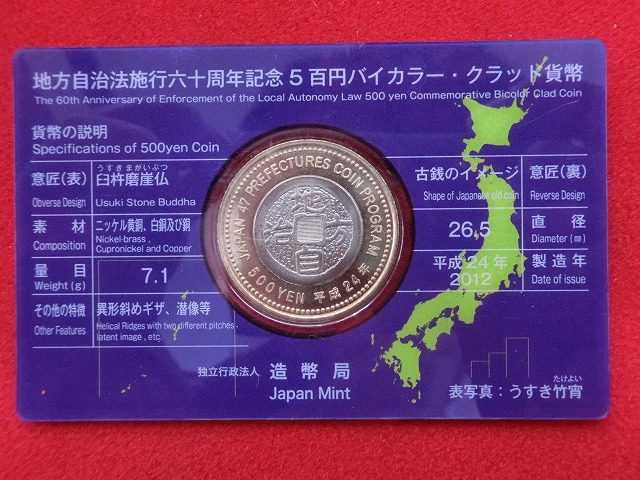 地方自治法施行六十周年記念５百円バイカラー・クラッド貨幣
The 60th Anniversary of Enforcement of the Local Autonomy Law 500 yen Commemorative Bicolor Clad Coin
貨幣の説明
Specifications of 500yen Coin
意匠(表)
Obverse Design
うすきまがいぶつ
臼杵磨崖仏
Usuki Stone Buddha
素材
Composition
ニッケル黄銅、白銅及び銅
Nickel-brass,
Cupronickel and Copper
量目
Weight(g)
7.1
その他の特徴
Other Features
異形斜めギザ、潜像等
Helical Ridges with two different pitches,
latent image, etc.
JAPAN 47 PREFECTURES COIN PROGRAM
地方自治
500YEN 平成24年
古銭のイメージ
Shape of Japanese old coin
意匠(裏)
Reverse Design
26.5
直径
Diameter(㎜)
平成24年
2012
製造年
Date of issue
独立行政法人 造幣局
Japan Mint
たけよい
表写真:うすき竹宵